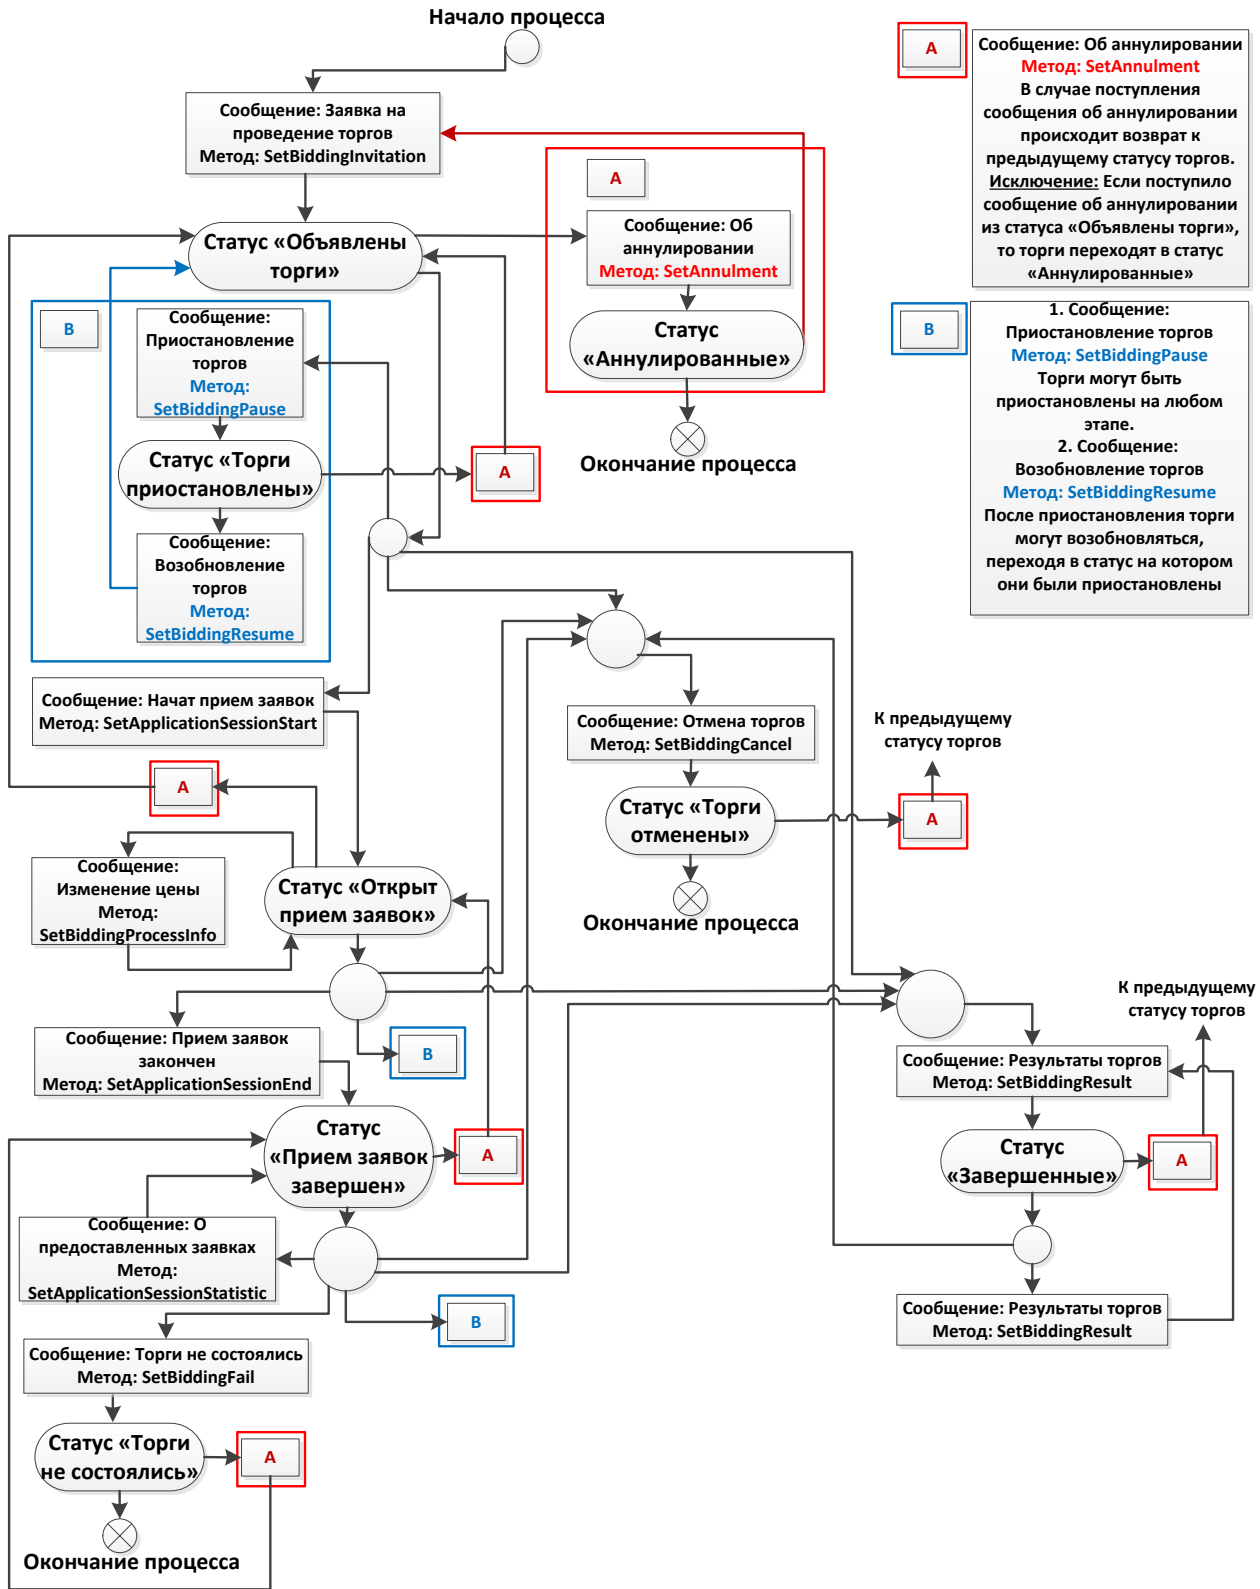 Начало процесса
Сообщение: Заявка на
проведение торгов
Метод: SetBiddingInvitation
A
Сообщение: Об аннулировании
Метод: SetAnnulment
В случае поступления
сообщения об аннулировании
происходит возврат к
предыдущему статусу торгов.
Исключение: Если поступило
сообщение об аннулировании
из статуса «Объявлены торги»,
то торги переходят в статус
«Аннулированные»
A
Сообщение: Об
аннулировании
Метод: SetAnnulment
Статус
«Аннулированные»
Окончание процесса
Статус «Объявлены
торги»
B
1. Сообщение:
Приостановление торгов
Метод: SetBiddingPause
Торги могут быть
приостановлены на любом
этапе.
2. Сообщение:
Возобновление торгов
Метод: SetBiddingResume
После приостановления торги
могут возобновляться,
переходя в статус на котором
они были приостановлены
B
Сообщение:
Приостановление
торгов
Метод:
SetBiddingPause
Статус «Торги
приостановлены»
A
Сообщение:
Возобновление
торгов
Метод:
SetBiddingResume
Сообщение: Начат прием заявок
Метод: SetApplicationSessionStart
Сообщение: Отмена торгов
Метод: SetBiddingCancel
К предыдущему
статусу торгов
A
Статус «Торги
отменены»
A
Окончание процесса
Сообщение:
Изменение цены
Метод:
SetBiddingProcessInfo
Статус «Открыт
прием заявок»
Сообщение: Прием заявок
закончен
Метод: SetApplicationSessionEnd
B
К предыдущему
статусу торгов
Сообщение: Результаты торгов
Метод: SetBiddingResult
Статус
«Прием заявок
завершен»
A
Статус
«Завершенные»
A
Сообщение: О
предоставленных заявках
Метод:
SetApplicationSessionStatistic
B
Сообщение: Результаты торгов
Метод: SetBiddingResult
Сообщение: Торги не состоялись
Метод: SetBiddingFail
Статус «Торги
не состоялись»
A
Окончание процесса